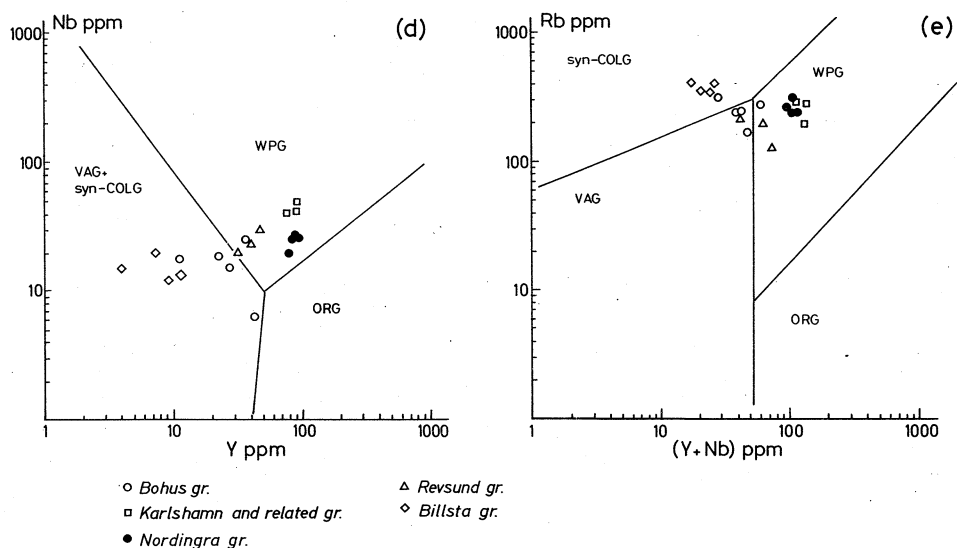 Nb ppm
(d)
1000
WPG
VAG+
syn-COLG
100
10
ORG
1
10
100
1000
Y ppm
Rb ppm
(e)
1000
syn-COLG
WPG
100
VAG
10
ORG
1
10
100
1000
(Y+Nb) ppm
Bohus gr.
Karlshamn and related gr.
Nordingra gr.
Revsund gr.
Billsta gr.